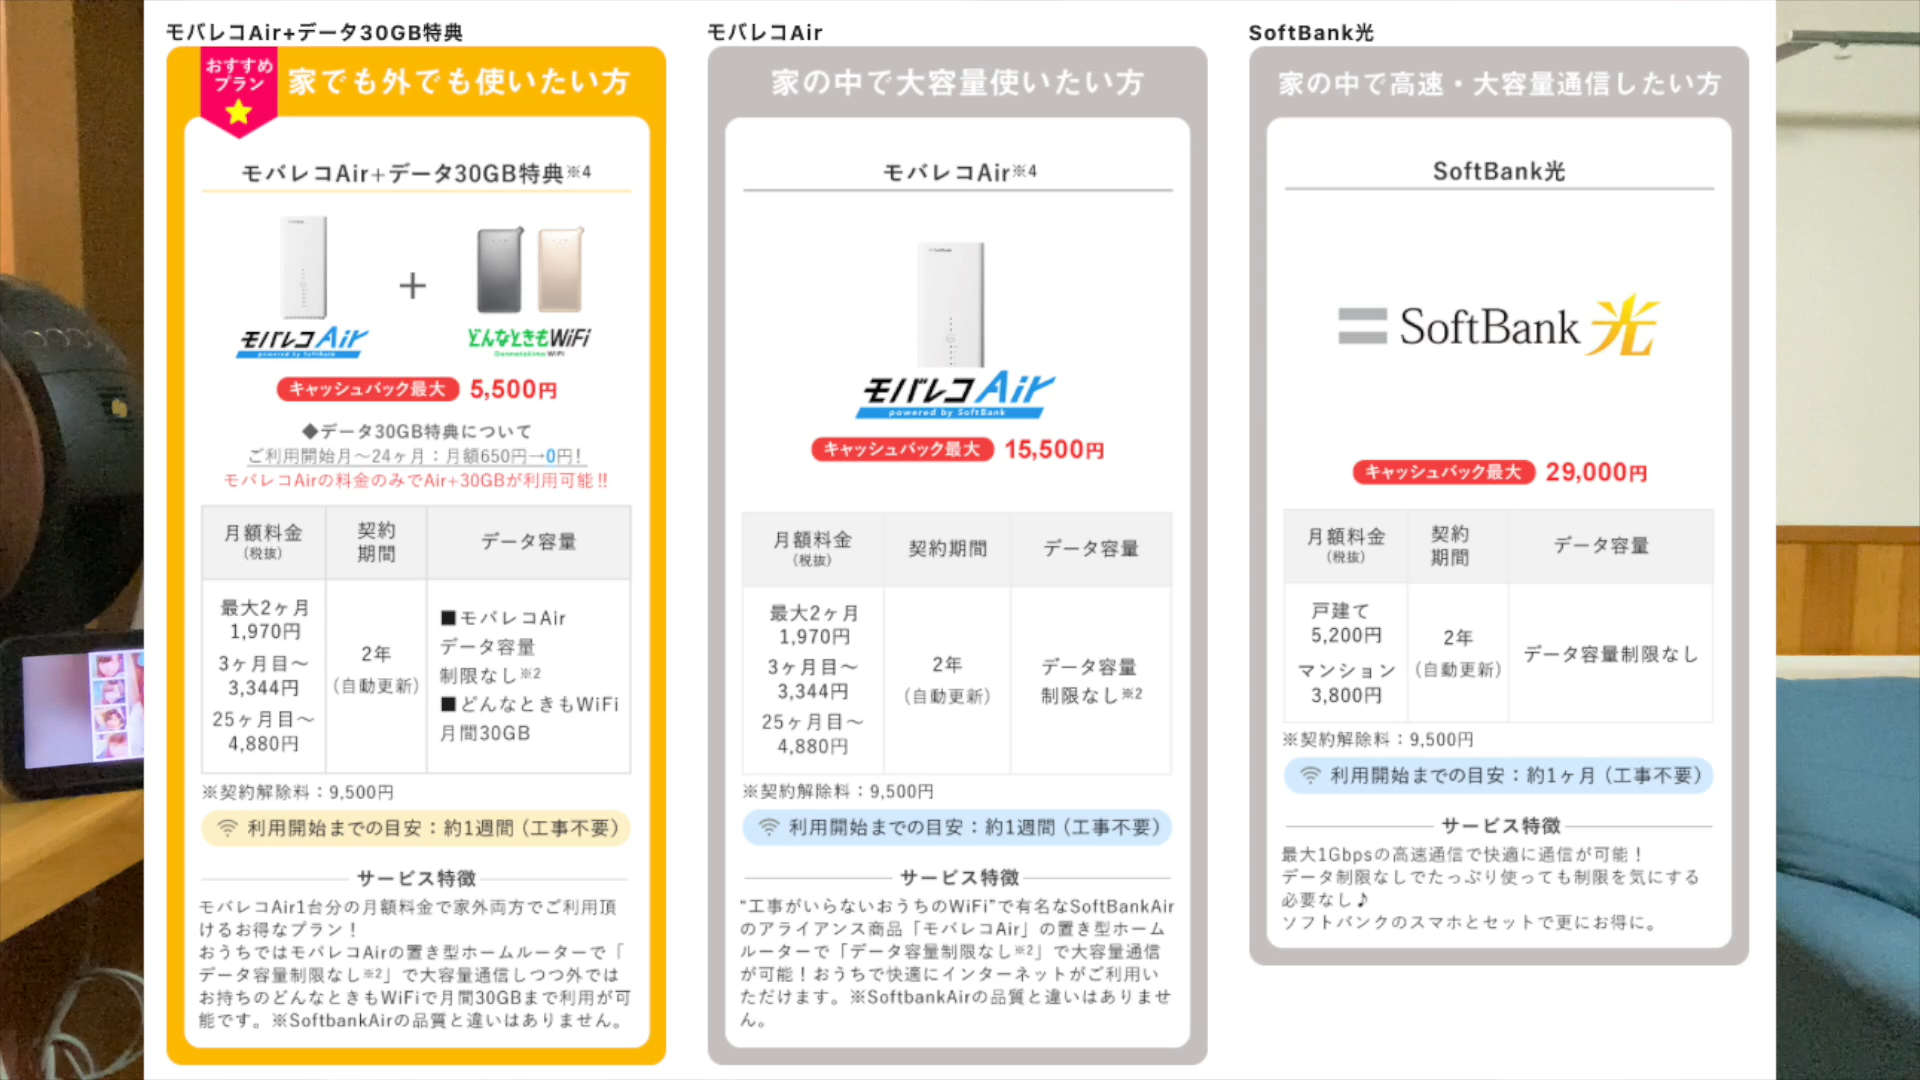 モバレコAir+データ30GB特典
おすすめ
プラン
家でも外でも使いたい方
モバレコAir+データ30GB特典※4
+
モバレコAir
powered by SoftBank
どんなときもWiFi
Donnatokimo WiFi
キャッシュバック最大 5,500円
◆データ30GB特典について
ご利用開始月〜24ヶ月：月額650円→0円！
モバレコAirの料金のみでAir+30GBが利用可能!!
月額料金
(税抜)
契約
期間
データ容量
最大2ヶ月
1,970円
3ヶ月目〜
3,344円
25ヶ月目〜
4,880円
2年
(自動更新)
■モバレコAir
データ容量
制限なし※2
■どんなときもWiFi
月間30GB
※契約解除料：9,500円
利用開始までの目安：約1週間（工事不要）
サービス特徴
モバレコAir1台分の月額料金で家外両方でご利用頂
けるお得なプラン！
おうちではモバレコAirの置き型ホームルーターで「
データ容量制限なし※2」で大容量通信しつつ外では
お持ちのどんなときもWiFiで月間30GBまで利用が可
能です。※SoftbankAirの品質と違いはありません。
モバレコAir
家の中で大容量使いたい方
モバレコAir※4
モバレコAir
powered by SoftBank
キャッシュバック最大 15,500円
月額料金
(税抜)
契約期間
データ容量
最大2ヶ月
1,970円
3ヶ月目〜
3,344円
25ヶ月目〜
4,880円
2年
(自動更新)
データ容量
制限なし※2
※契約解除料：9,500円
利用開始までの目安：約1週間（工事不要）
サービス特徴
“工事がいらないおうちのWiFi”で有名なSoftBankAir
のアライアンス商品「モバレコAir」の置き型ホーム
ルーターで「データ容量制限なし※2」で大容量通信
が可能！おうちで快適にインターネットがご利用い
ただけます。※SoftbankAirの品質と違いはありませ
ん。
SoftBank光
家の中で高速・大容量通信したい方
SoftBank光
SoftBank光
キャッシュバック最大 29,000円
月額料金
(税抜)
契約
期間
データ容量
戸建て
5,200円
マンション
3,800円
2年
(自動更新)
データ容量制限なし
※契約解除料：9,500円
利用開始までの目安：約1ヶ月（工事不要）
サービス特徴
最大1Gbpsの高速通信で快適に通信が可能！
データ制限なしでたっぷり使っても制限を気にする
必要なし♪
ソフトバンクのスマホとセットで更にお得に。